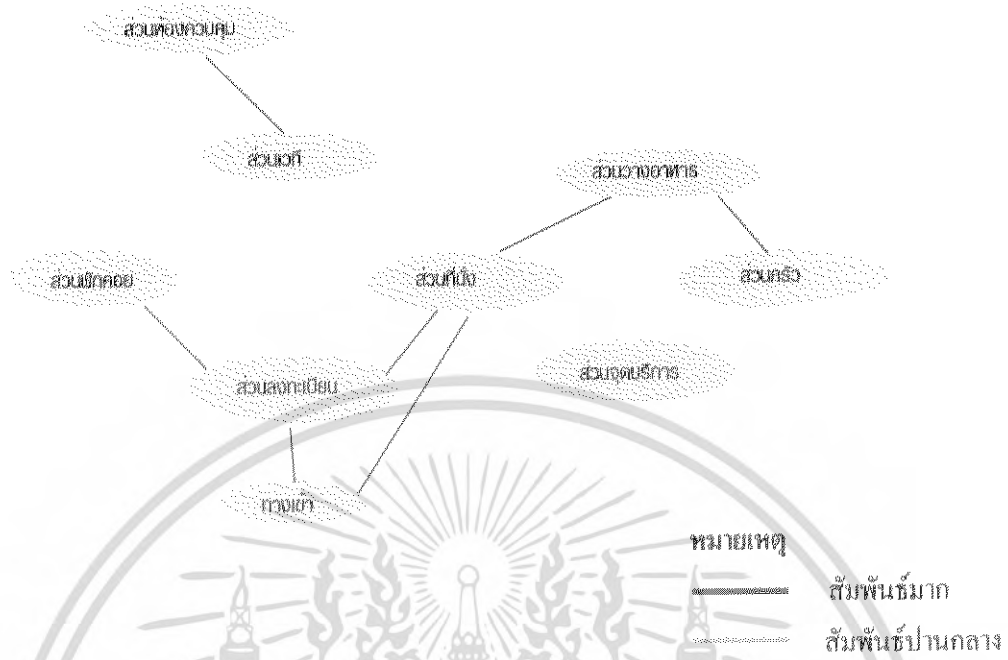 ส่วนห้องควบคุม
ส่วนเวที
ส่วนวางอาหาร
ส่วนพักคอย
ส่วนที่นั่ง
ส่วนครัว
ส่วนจุดบริการ
ส่วนลงทะเบียน
ทางเข้า
หมายเหตุ
สัมพันธ์มาก
สัมพันธ์ปานกลาง